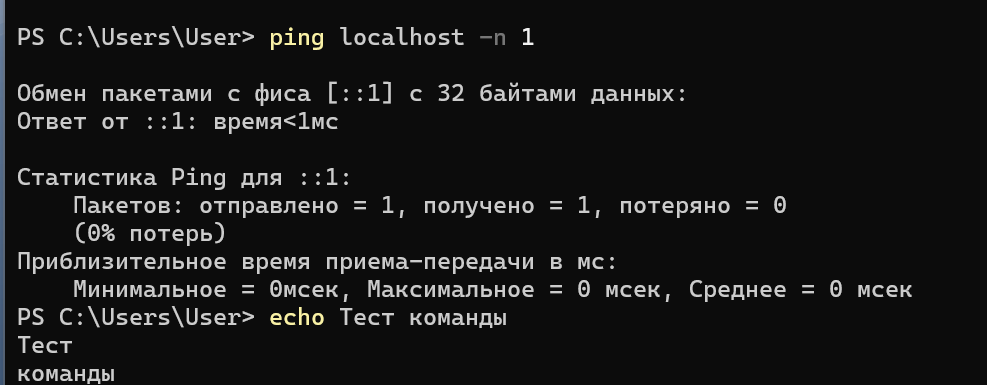 PS C:\Users\User> ping localhost -n 1
Обмен пакетами с фиса [::1] с 32 байтами данных:
Ответ от ::1: время<1мс
Статистика Ping для ::1:
    Пакетов: отправлено = 1, получено = 1, потеряно = 0
    (0% потерь)
Приблизительное время приема-передачи в мс:
    Минимальное = 0мсек, Максимальное = 0 мсек, Среднее = 0 мсек
PS C:\Users\User> echo Тест команды
Тест
команды